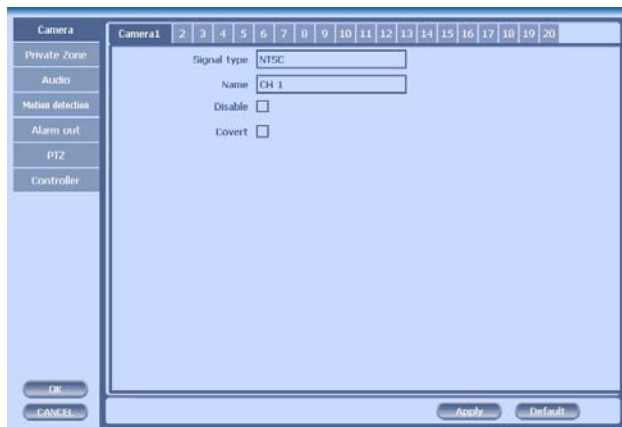 Camera
Private Zone
Audio
Motion detection
Alarm out
PTZ
Controller
Camera1 2 3 4 5 6 7 8 9 10 11 12 13 14 15 16 17 18 19 20
Signal type NTSC
Name CH 1
Disable
Covert
OK
CANCEL
Apply Default